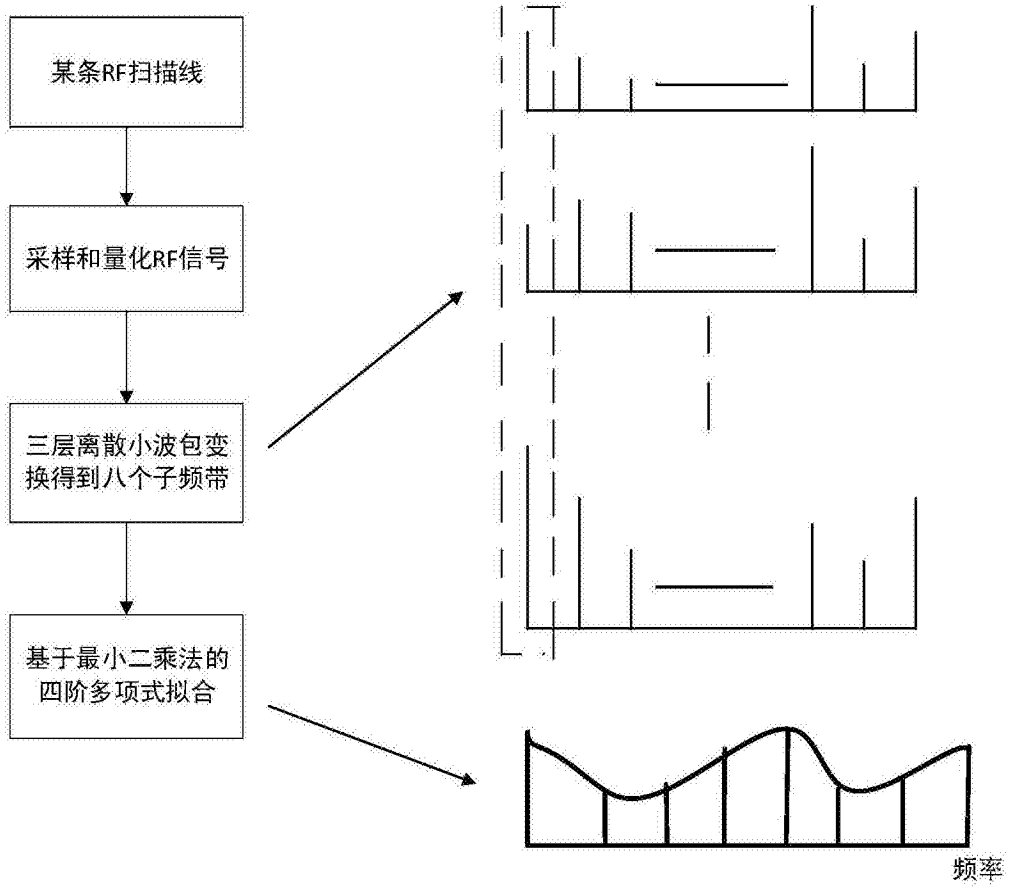 某条RF扫描线
采样和量化RF信号
三层离散小波包变
换得到八个子频带
基于最小二乘法的
四阶多项式拟合
频率